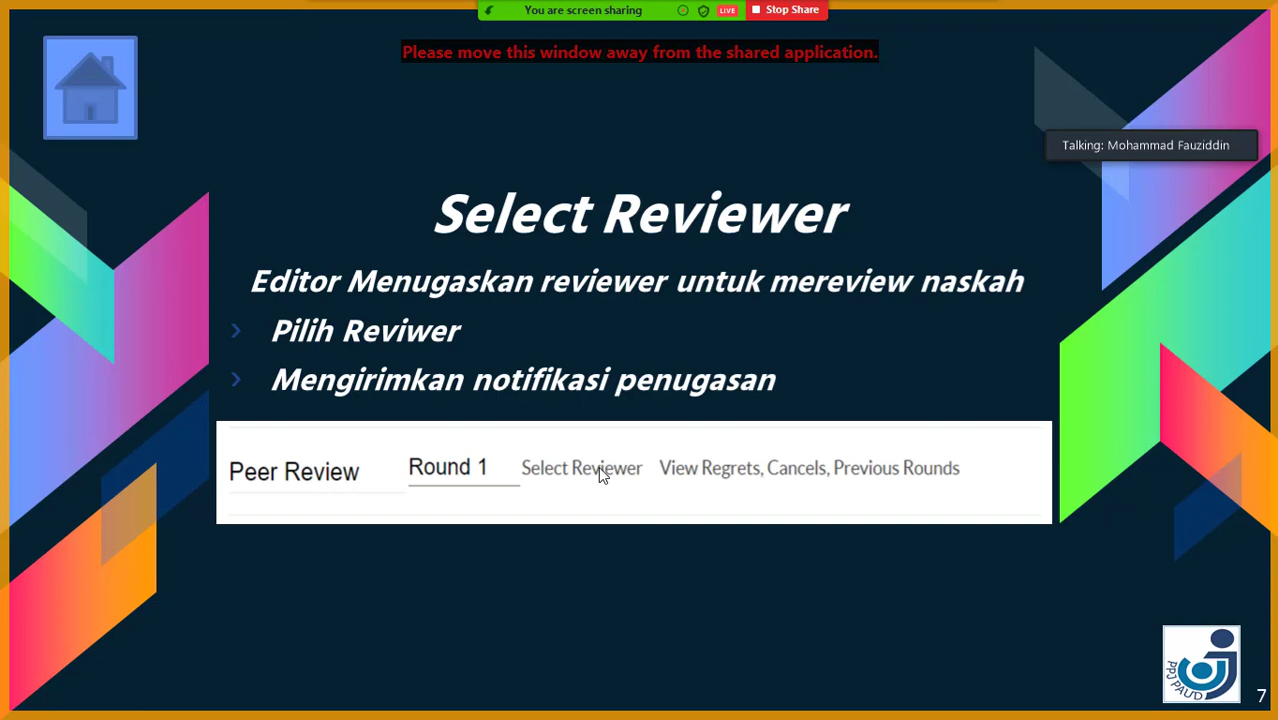 You are screen sharing LIVE Stop Share
Please move this window away from the shared application.
Talking: Mohammad Fauziddin
Select Reviewer
Editor Menugaskan reviewer untuk mereview naskah
› Pilih Reviwer
› Mengirimkan notifikasi penugasan
Peer Review Round 1 Select Reviewer View Regrets, Cancels, Previous Rounds
PPJ PAUD
7